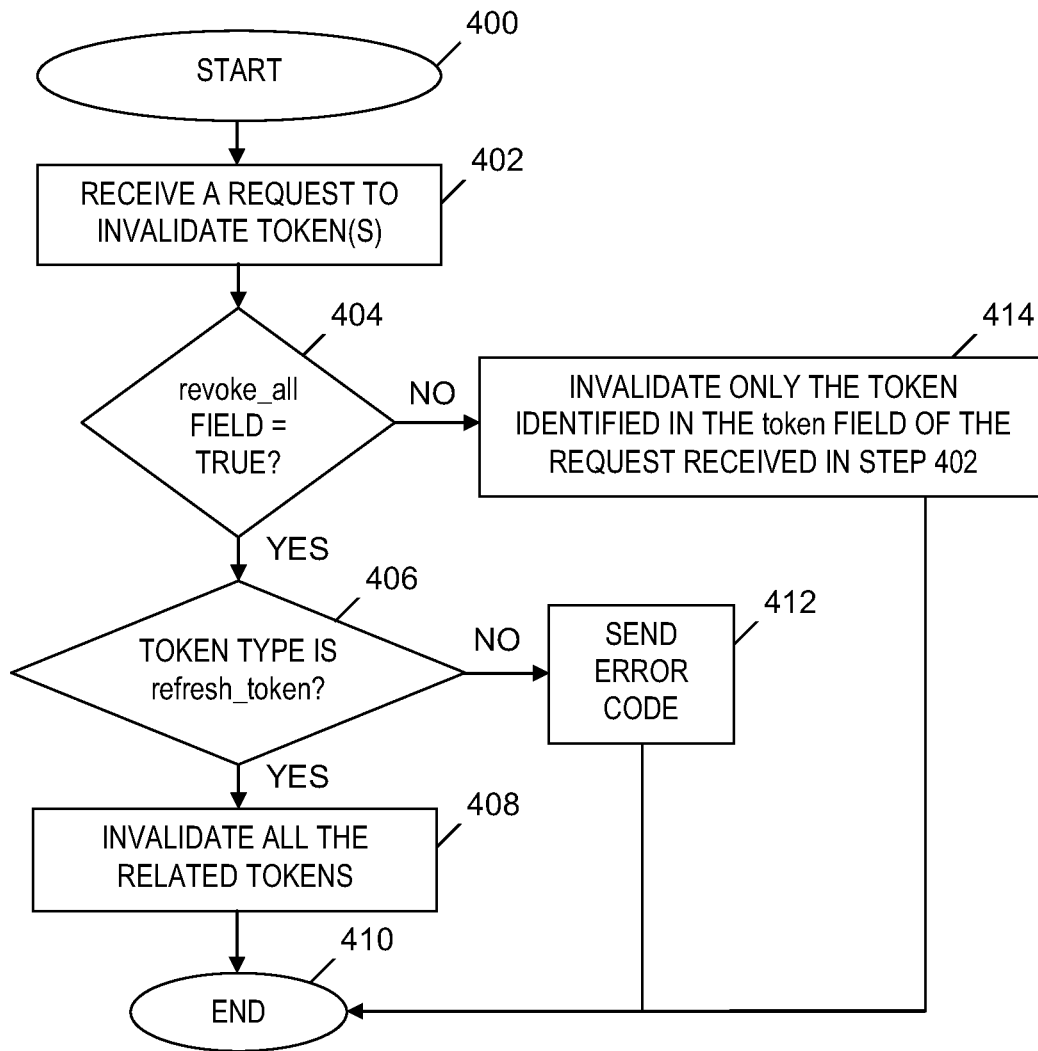 400
START
402
RECEIVE A REQUEST TO
INVALIDATE TOKEN(S)
404
revoke_all
FIELD =
TRUE?
NO
414
INVALIDATE ONLY THE TOKEN
IDENTIFIED IN THE token FIELD OF THE
REQUEST RECEIVED IN STEP 402
YES
406
TOKEN TYPE IS
refresh_token?
NO
412
SEND
ERROR
CODE
YES
408
INVALIDATE ALL THE
RELATED TOKENS
410
END